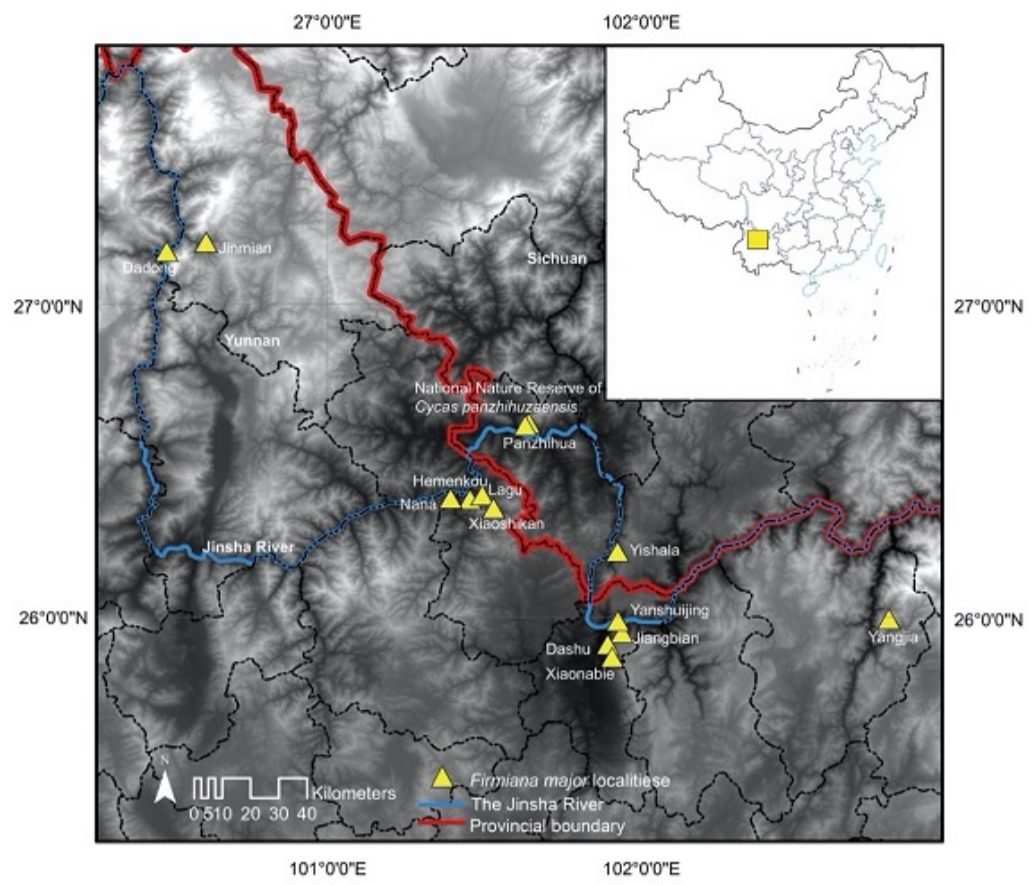 27°0'0"E 102°0'0"E
Jinmian
Dadong
Sichuan
27°0'0"N 27°0'0"N
Yunnan
National Nature Reserve of
Cycas panzhihuzaensis
Panzhihua
Hemenkou
Lagu
Nana
Xiaoshikan
Jinsha River
Yishala
Yanshuijing
26°0'0"N 26°0'0"N
Jiangbian
Yangjia
Dashu
Xiaonabie
N
Kilometers
0 510 20 30 40
Firmiana major localitiese
The Jinsha River
Provincial boundary
101°0'0"E 102°0'0"E